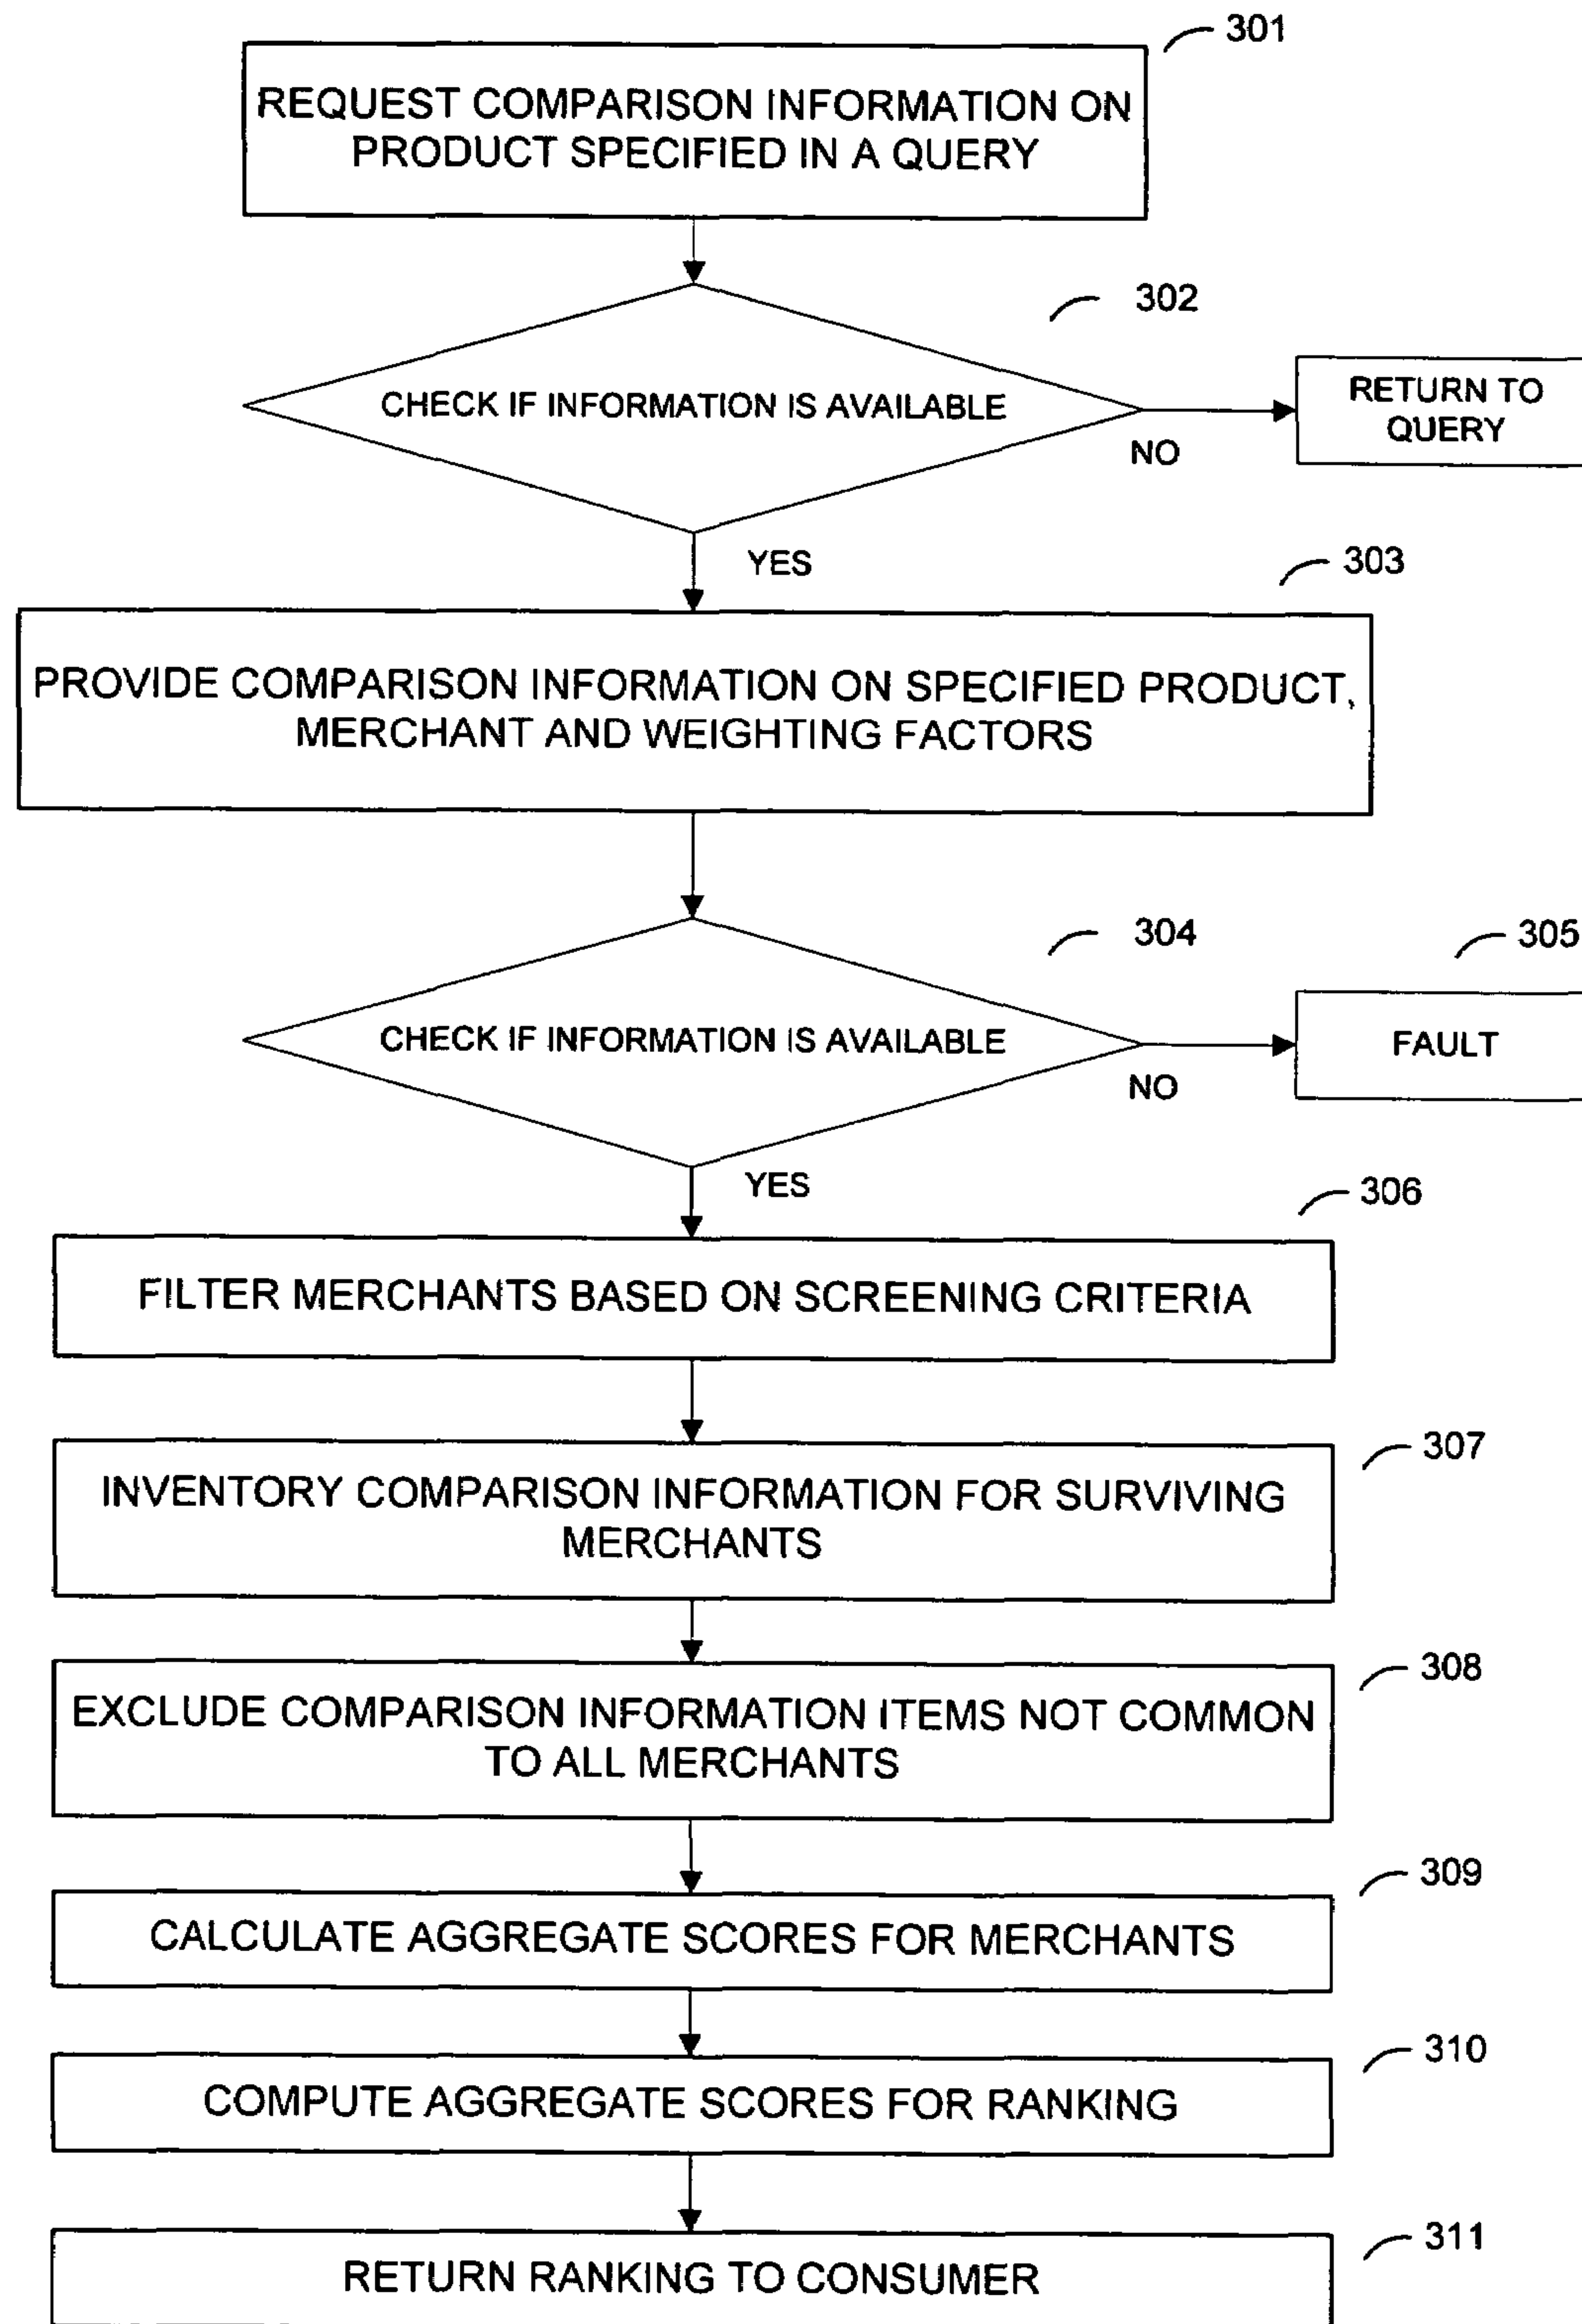 301
REQUEST COMPARISON INFORMATION ON
PRODUCT SPECIFIED IN A QUERY
302
CHECK IF INFORMATION IS AVAILABLE
NO
RETURN TO
QUERY
YES
303
PROVIDE COMPARISON INFORMATION ON SPECIFIED PRODUCT,
MERCHANT AND WEIGHTING FACTORS
304
CHECK IF INFORMATION IS AVAILABLE
NO
305
FAULT
YES
306
FILTER MERCHANTS BASED ON SCREENING CRITERIA
307
INVENTORY COMPARISON INFORMATION FOR SURVIVING
MERCHANTS
308
EXCLUDE COMPARISON INFORMATION ITEMS NOT COMMON
TO ALL MERCHANTS
309
CALCULATE AGGREGATE SCORES FOR MERCHANTS
310
COMPUTE AGGREGATE SCORES FOR RANKING
311
RETURN RANKING TO CONSUMER